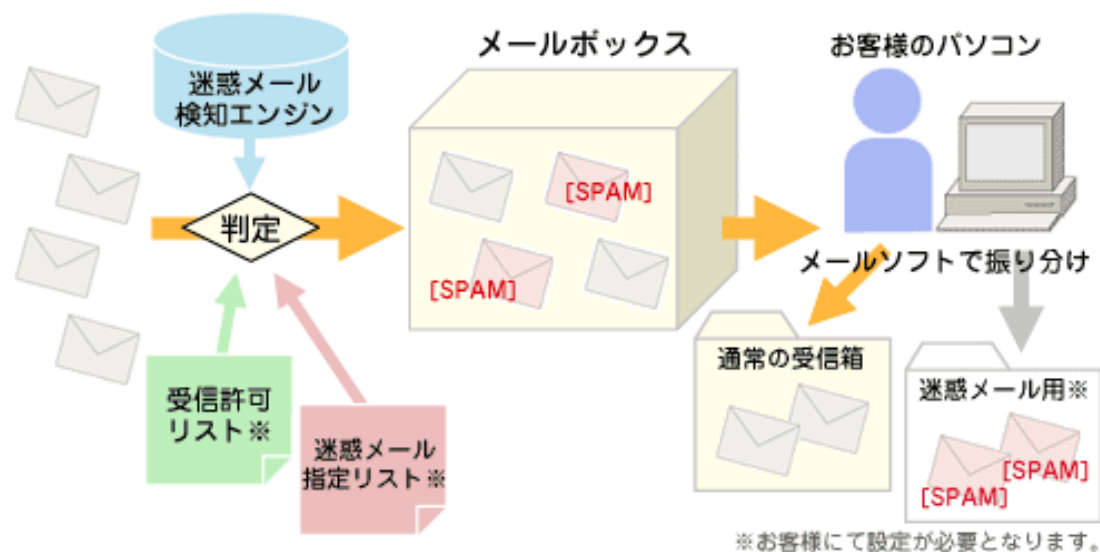 迷惑メール
検知エンジン
判定
受信許可
リスト※
迷惑メール
指定リスト※
メールボックス
[SPAM]
[SPAM]
お客様のパソコン
メールソフトで振り分け
通常の受信箱
迷惑メール用※
[SPAM]
[SPAM]
※お客様にて設定が必要となります。